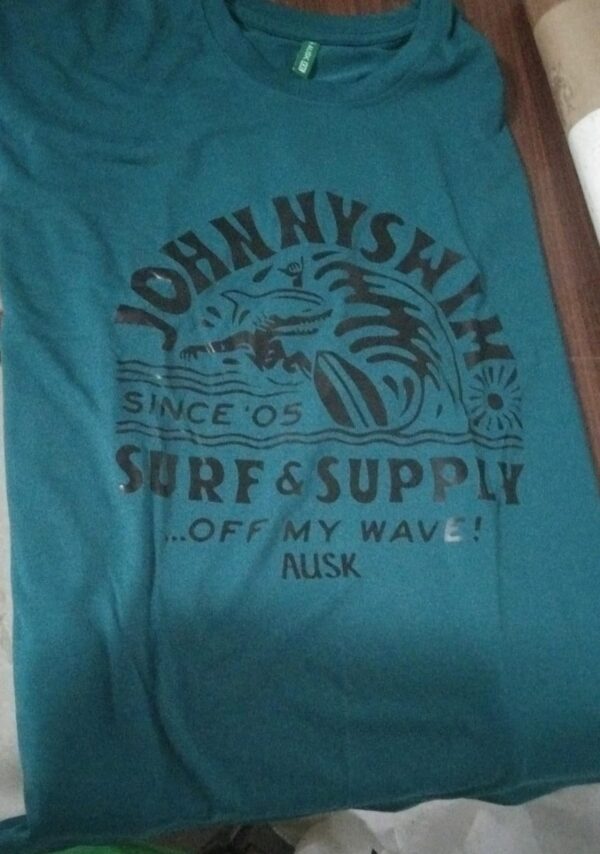 JOHNNYSWIM
SINCE '05
SURF & SUPPLY
...OFF MY WAVE!
AUSK